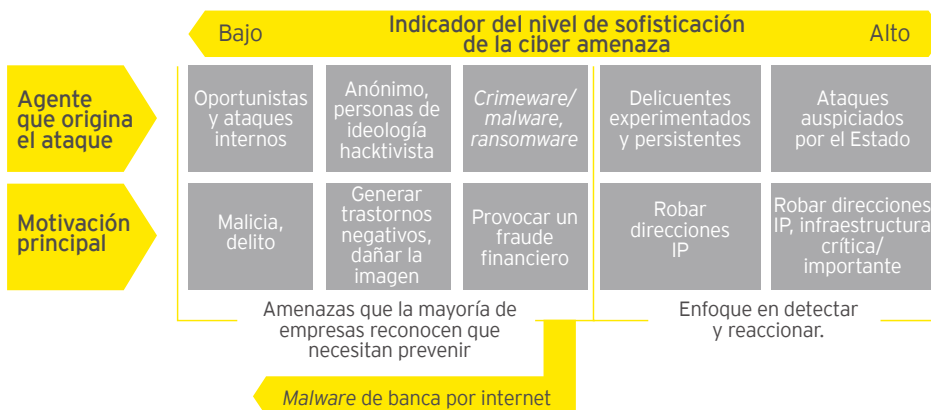 Bajo
Indicador del nivel de sofisticación
de la ciber amenaza
Alto
Agente
que origina
el ataque
Oportunistas
y ataques
internos
Anónimo,
personas de
ideología
hacktivista
Crimeware/
malware,
ransomware
Delicuentes
experimentados
y persistentes
Ataques
auspiciados
por el Estado
Motivación
principal
Malicia,
delito
Generar
trastornos
negativos,
dañar la
imagen
Provocar un
fraude
financiero
Robar
direcciones
IP
Robar direcciones
IP, infraestructura
crítica/
importante
Amenazas que la mayoría de
empresas reconocen que
necesitan prevenir
Enfoque en detectar
y reaccionar.
Malware de banca por internet